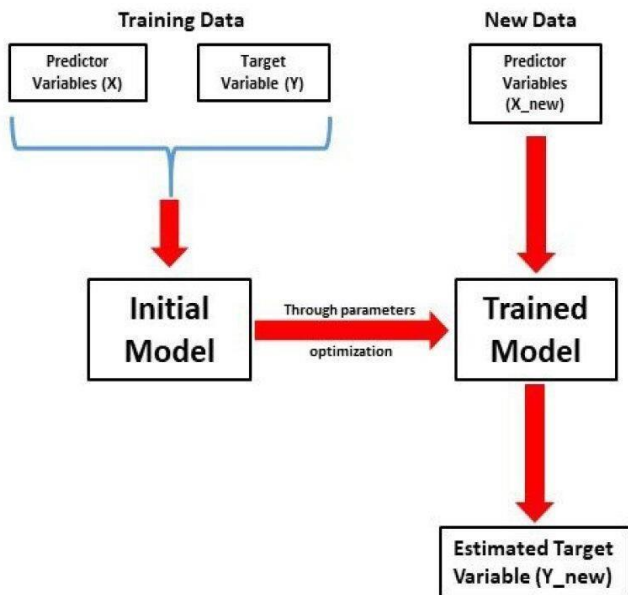 Training Data
New Data
Predictor
Variables (X)
Target
Variable (Y)
Predictor
Variables
(X_new)
Initial
Model
Through parameters
optimization
Trained
Model
Estimated Target
Variable (Y_new)